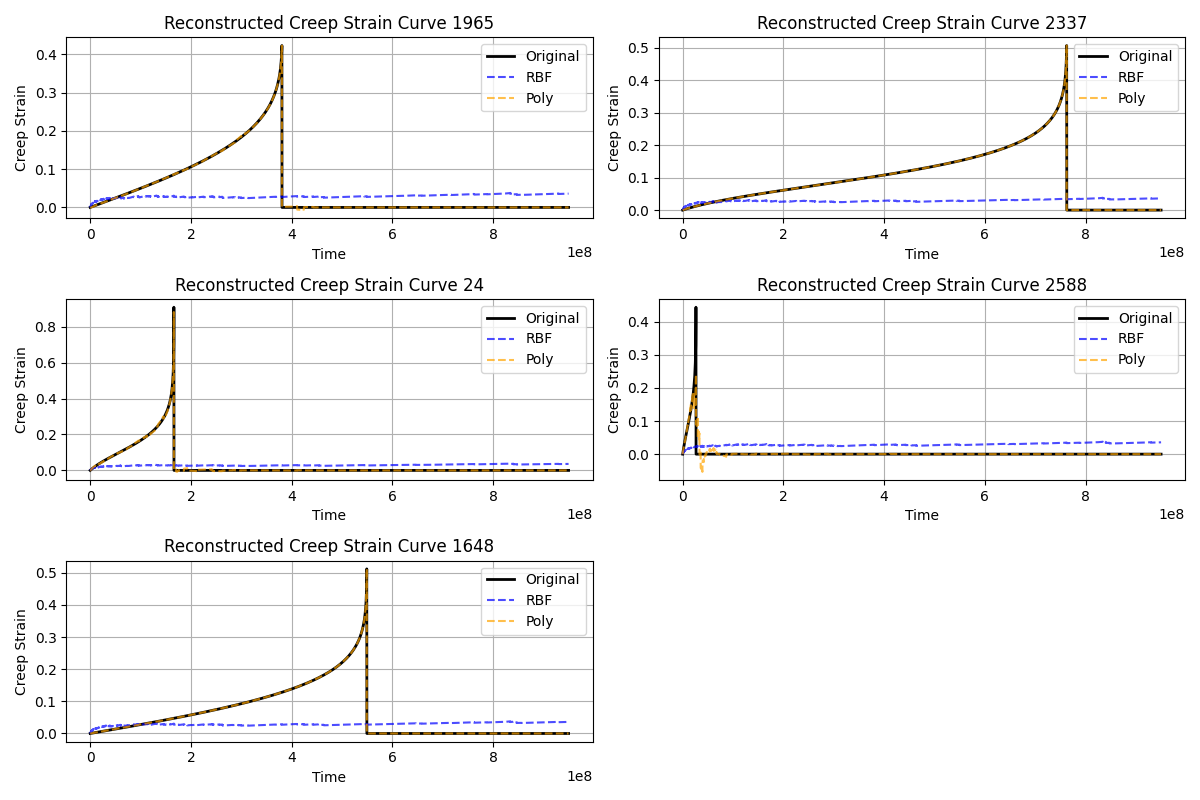 Reconstructed Creep Strain Curve 1965
Creep Strain
0.4
0.3
0.2
0.1
0.0
Original
RBF
Poly
0 2 4 6 8
1e8
Time
Reconstructed Creep Strain Curve 2337
Creep Strain
0.5
0.4
0.3
0.2
0.1
0.0
Original
RBF
Poly
0 2 4 6 8
1e8
Time
Reconstructed Creep Strain Curve 24
Creep Strain
0.8
0.6
0.4
0.2
0.0
Original
RBF
Poly
0 2 4 6 8
1e8
Time
Reconstructed Creep Strain Curve 2588
Creep Strain
0.4
0.3
0.2
0.1
0.0
Original
RBF
Poly
0 2 4 6 8
1e8
Time
Reconstructed Creep Strain Curve 1648
Creep Strain
0.5
0.4
0.3
0.2
0.1
0.0
Original
RBF
Poly
0 2 4 6 8
1e8
Time